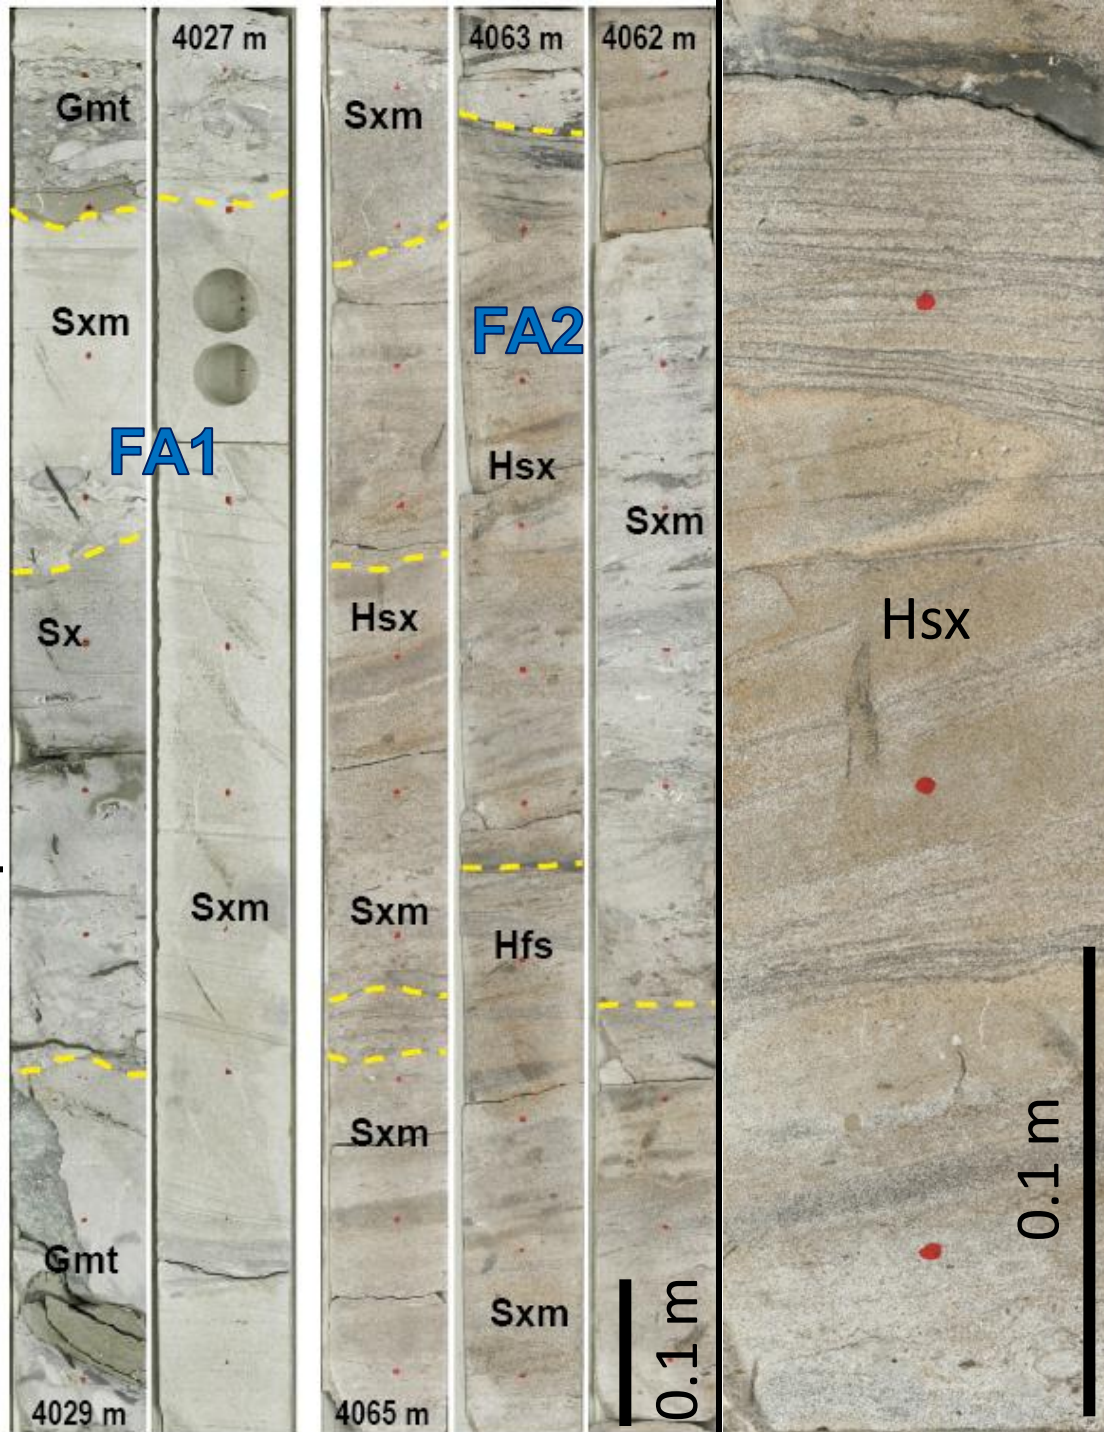 Gmt
Sxm
FA1
Sx
Gmt
4029 m
4027 m
Sxm
Sxm
Hsx
Sxm
Sxm
4065 m
4063 m
FA2
Hsx
Hfs
Sxm
4062 m
Sxm
0.1 m
Hsx
0.1 m